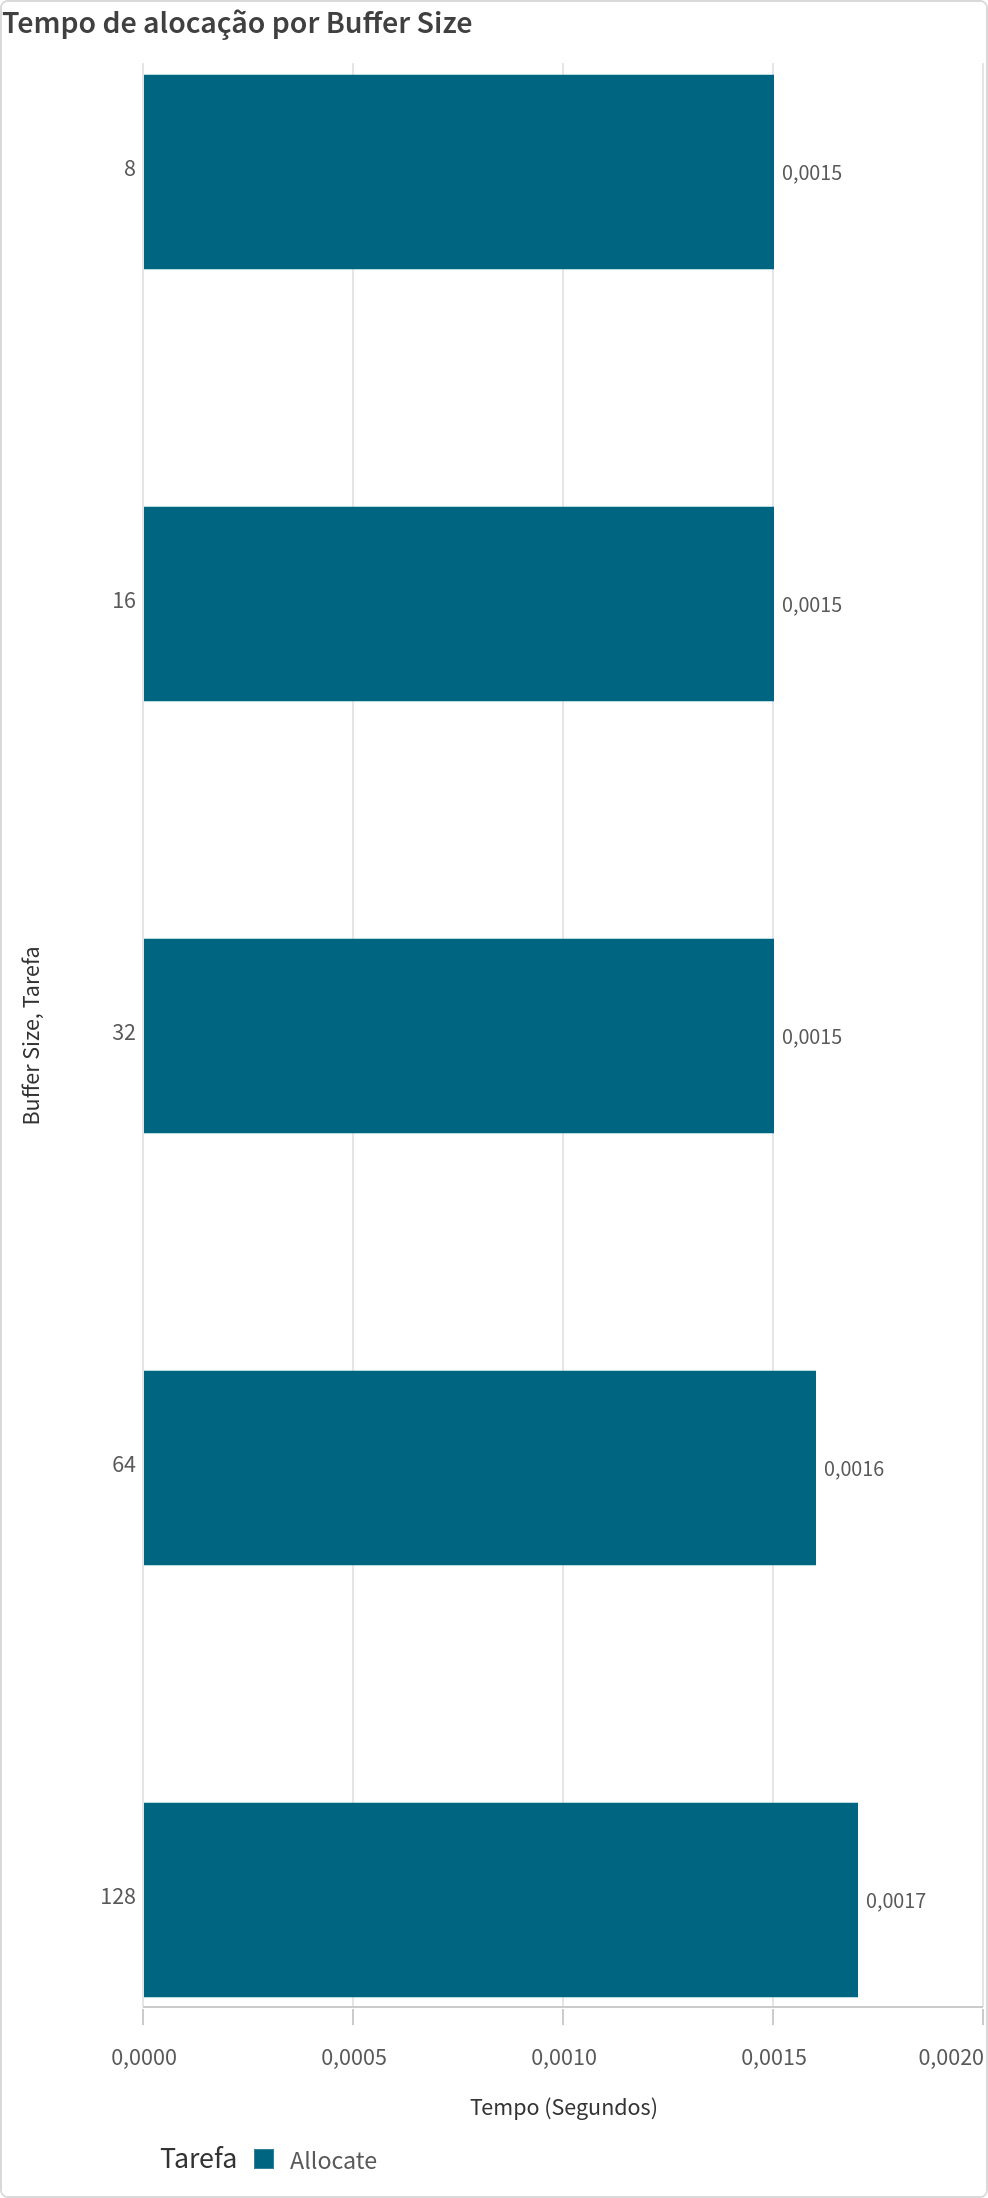 Tempo de alocação por Buffer Size
8
0,0015
16
0,0015
32
0,0015
Buffer Size, Tarefa
64
0,0016
128
0,0017
0,0000 0,0005 0,0010 0,0015 0,0020
Tempo (Segundos)
Tarefa Allocate